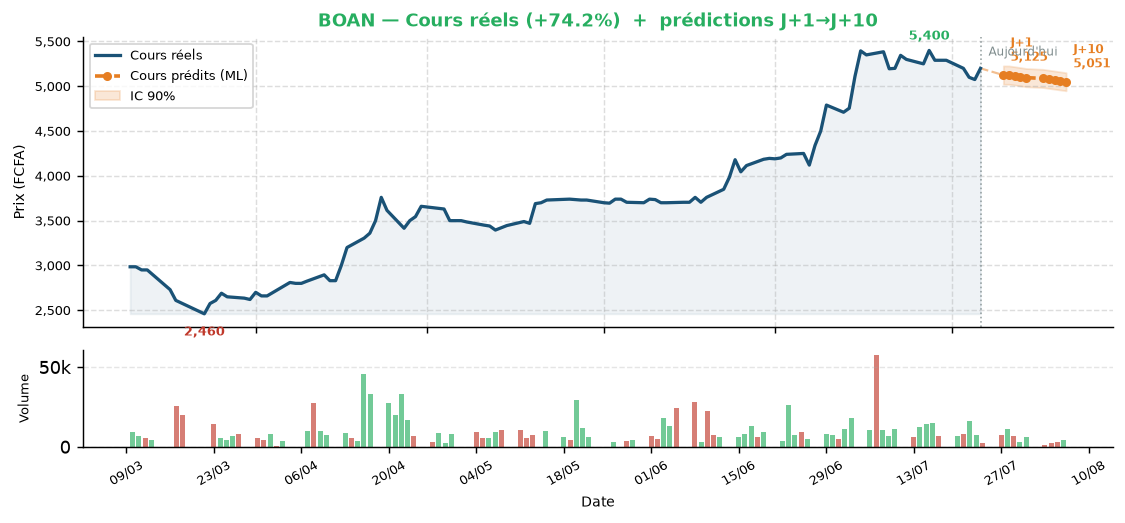 BOAN — Cours réels (+74.2%)  +  prédictions J+1→J+10
5,500
5,000
4,500
4,000
3,500
3,000
2,500
Prix (FCFA)
Cours réels
Cours prédits (ML)
IC 90%
5,400
Aujourd'hui
J+1
5,125
J+10
5,051
2,460
50k
0
Volume
09/03
23/03
06/04
20/04
04/05
18/05
01/06
15/06
29/06
13/07
27/07
10/08
Date